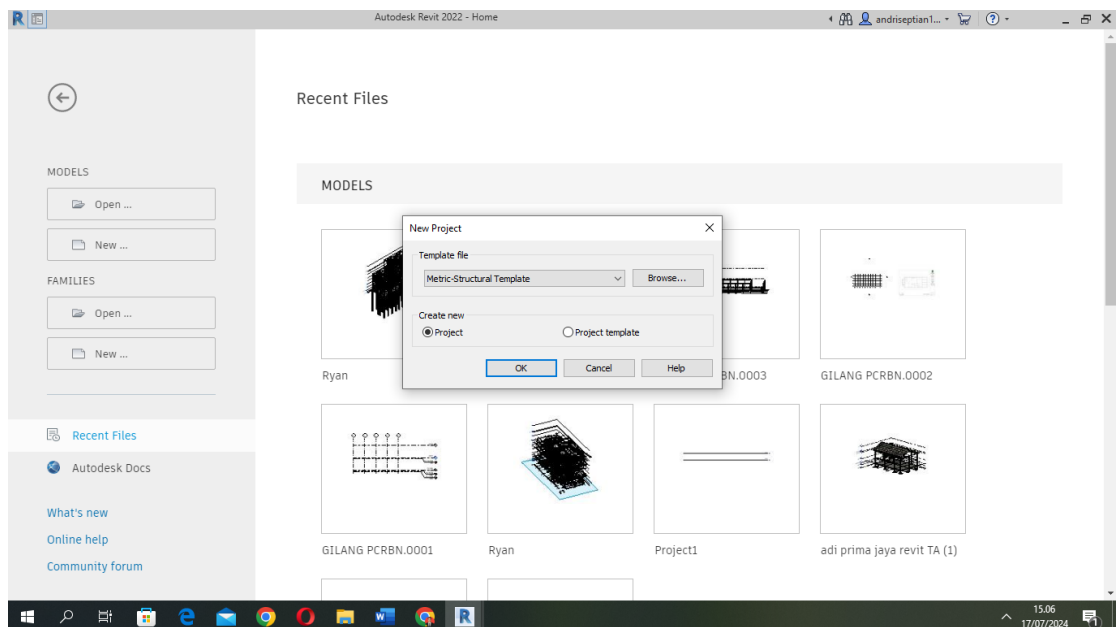 Autodesk Revit 2022 - Home
andriseptian1...
Recent Files
MODELS
Open ...
New ...
FAMILIES
Open ...
New ...
Recent Files
Autodesk Docs
What's new
Online help
Community forum
MODELS
New Project
Template file
Metric-Structural Template
Browse...
Create new
Project
Project template
OK
Cancel
Help
Ryan
BN.0003
GILANG PCRBN.0002
GILANG PCRBN.0001
Ryan
Project1
adi prima jaya revit TA (1)
15.06
17/07/2024